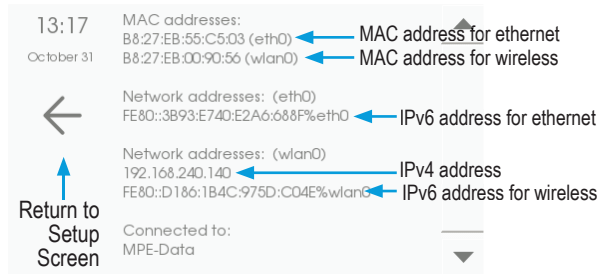 13:17
October 31
MAC addresses:
B8:27:EB:55:C5:03 (eth0)
MAC address for ethernet
B8:27:EB:00:90:56 (wlan0)
MAC address for wireless
Network addresses: (eth0)
FE80::3B93:E740:E2A6:688F%eth0
IPv6 address for ethernet
Network addresses: (wlan0)
192.168.240.140
IPv4 address
FE80::D186:1B4C:975D:C04E%wlan0
IPv6 address for wireless
Return to
Setup
Screen
Connected to:
MPE-Data